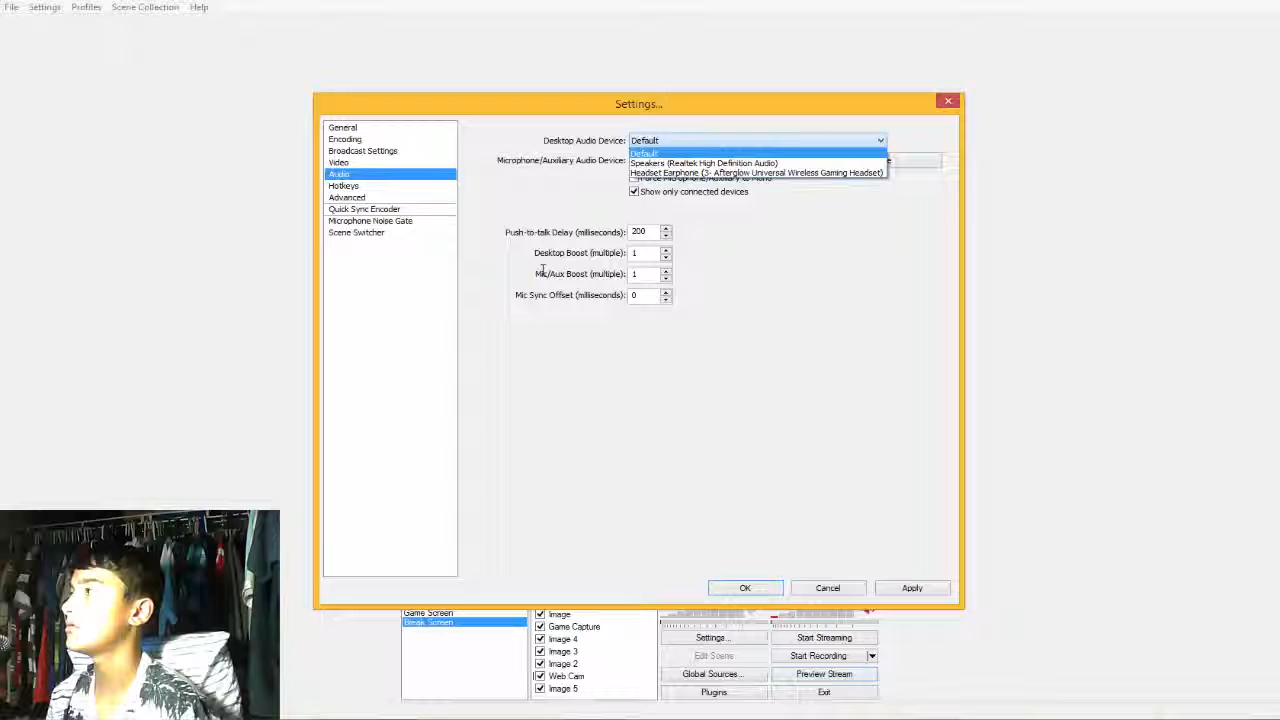 File Settings Profiles Scene Collection Help
Settings...
General
Encoding
Broadcast Settings
Video
Audio
Hotkeys
Advanced
Quick Sync Encoder
Microphone Noise Gate
Scene Switcher
Desktop Audio Device: Default
Default
Microphone/Auxiliary Audio Device:
Speakers (Realtek High Definition Audio)
Headset Earphone (3- Afterglow Universal Wireless Gaming Headset)
Force Microphone/Auxiliary to Mono
Show only connected devices
Push-to-talk Delay (milliseconds): 200
Desktop Boost (multiple): 1
Mic/Aux Boost (multiple): 1
Mic Sync Offset (milliseconds): 0
OK Cancel Apply
Game Screen
Break Screen
Image
Game Capture
Image 4
Image 3
Image 2
Web Cam
Image 5
Settings... Start Streaming
Edit Scene Start Recording
Global Sources... Preview Stream
Plugins Exit